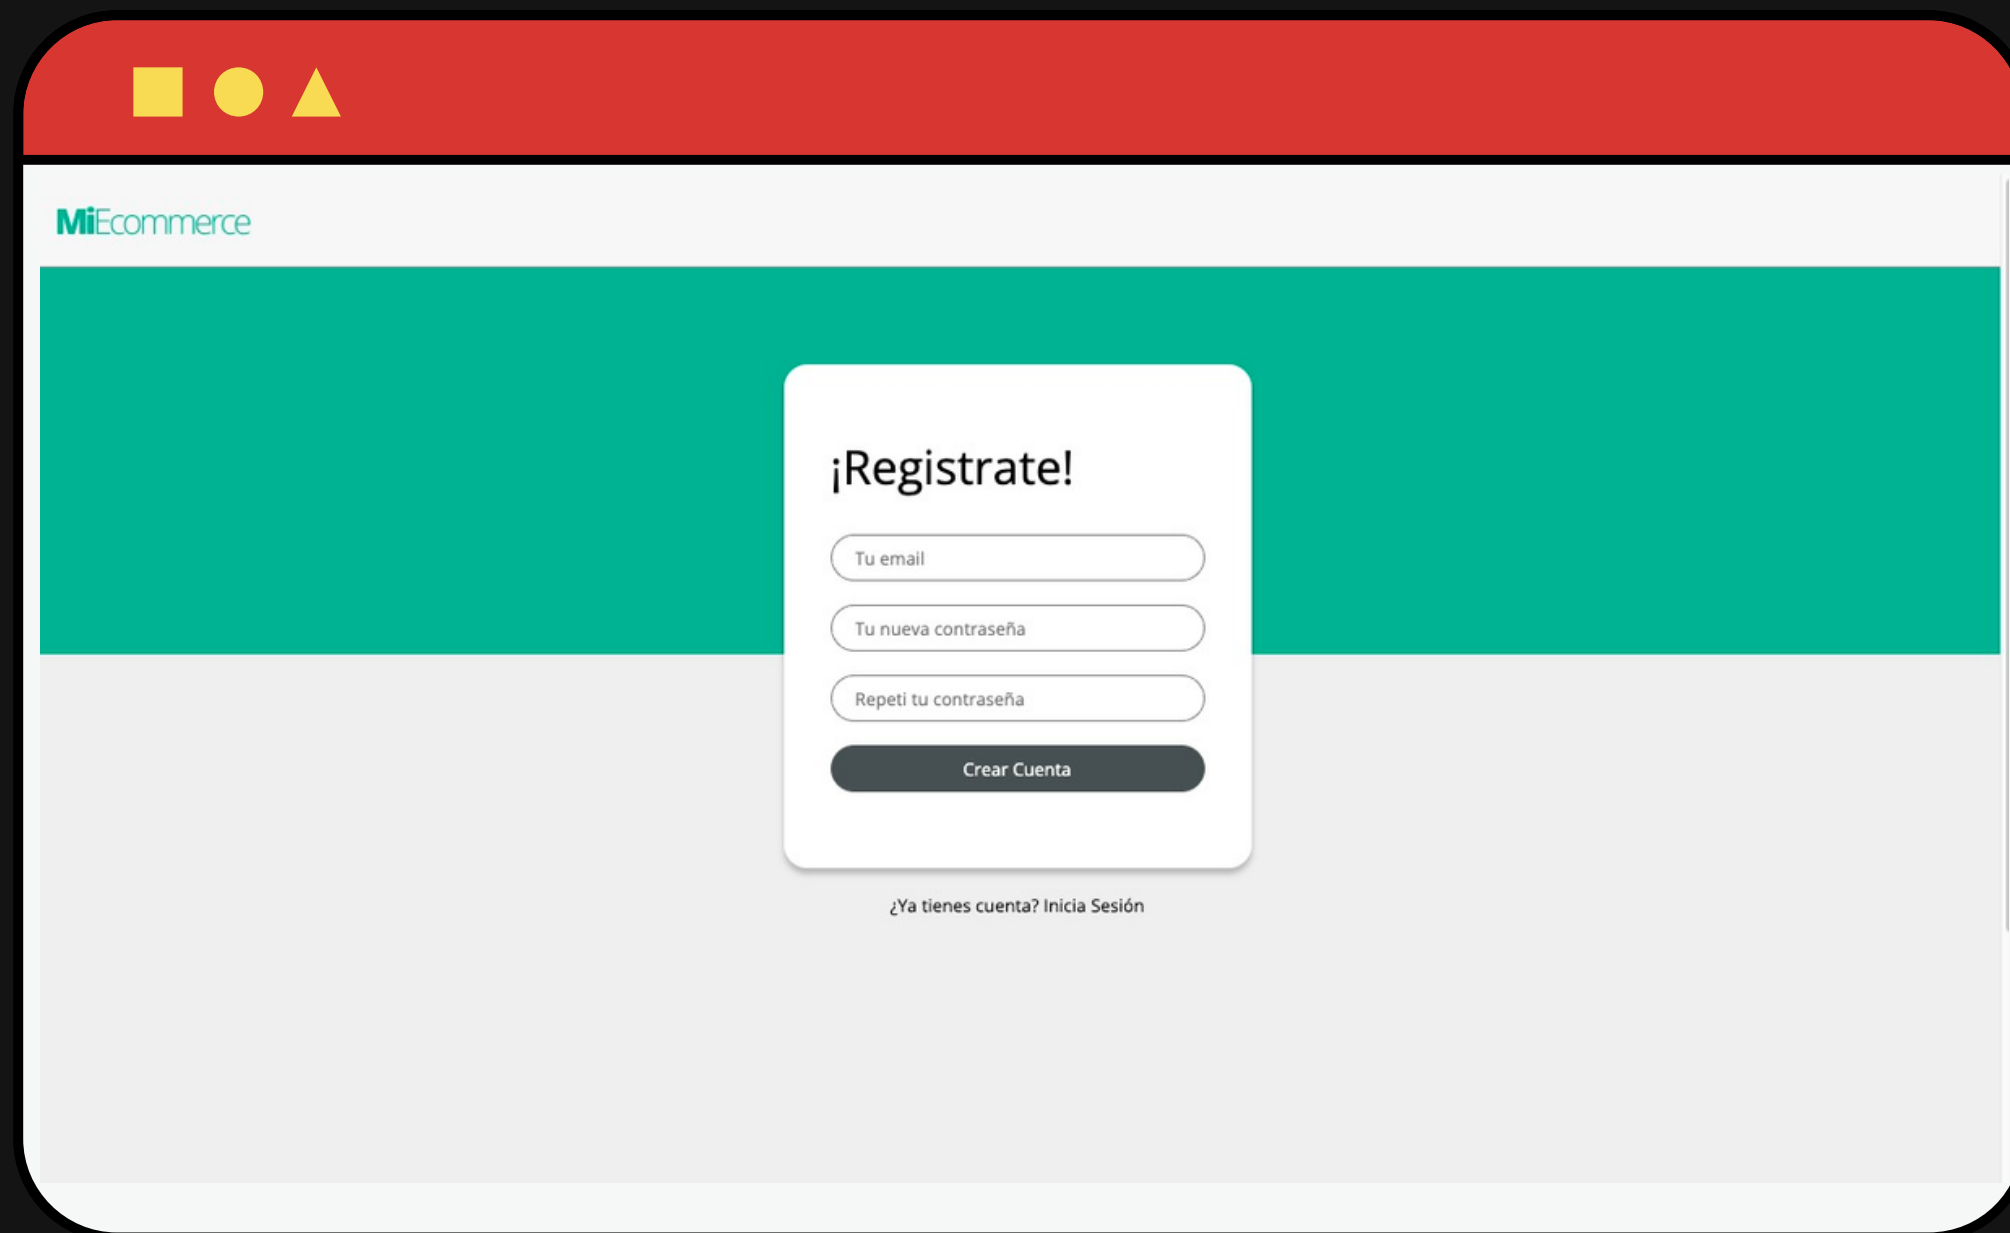 MiEcommerce
¡Registrate!
Tu email
Tu nueva contraseña
Repeti tu contraseña
Crear Cuenta
¿Ya tienes cuenta? Inicia Sesión